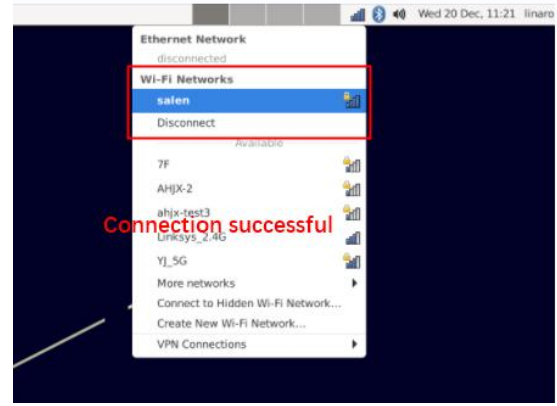 Wed 20 Dec, 11:21 linaro
Ethernet Network
disconnected
Wi-Fi Networks
salen
Disconnect
Available
7F
AHJX-2
ahjx-test3
Connection successful
Linksys_2.4G
YJ_5G
More networks
Connect to Hidden Wi-Fi Network...
Create New Wi-Fi Network...
VPN Connections